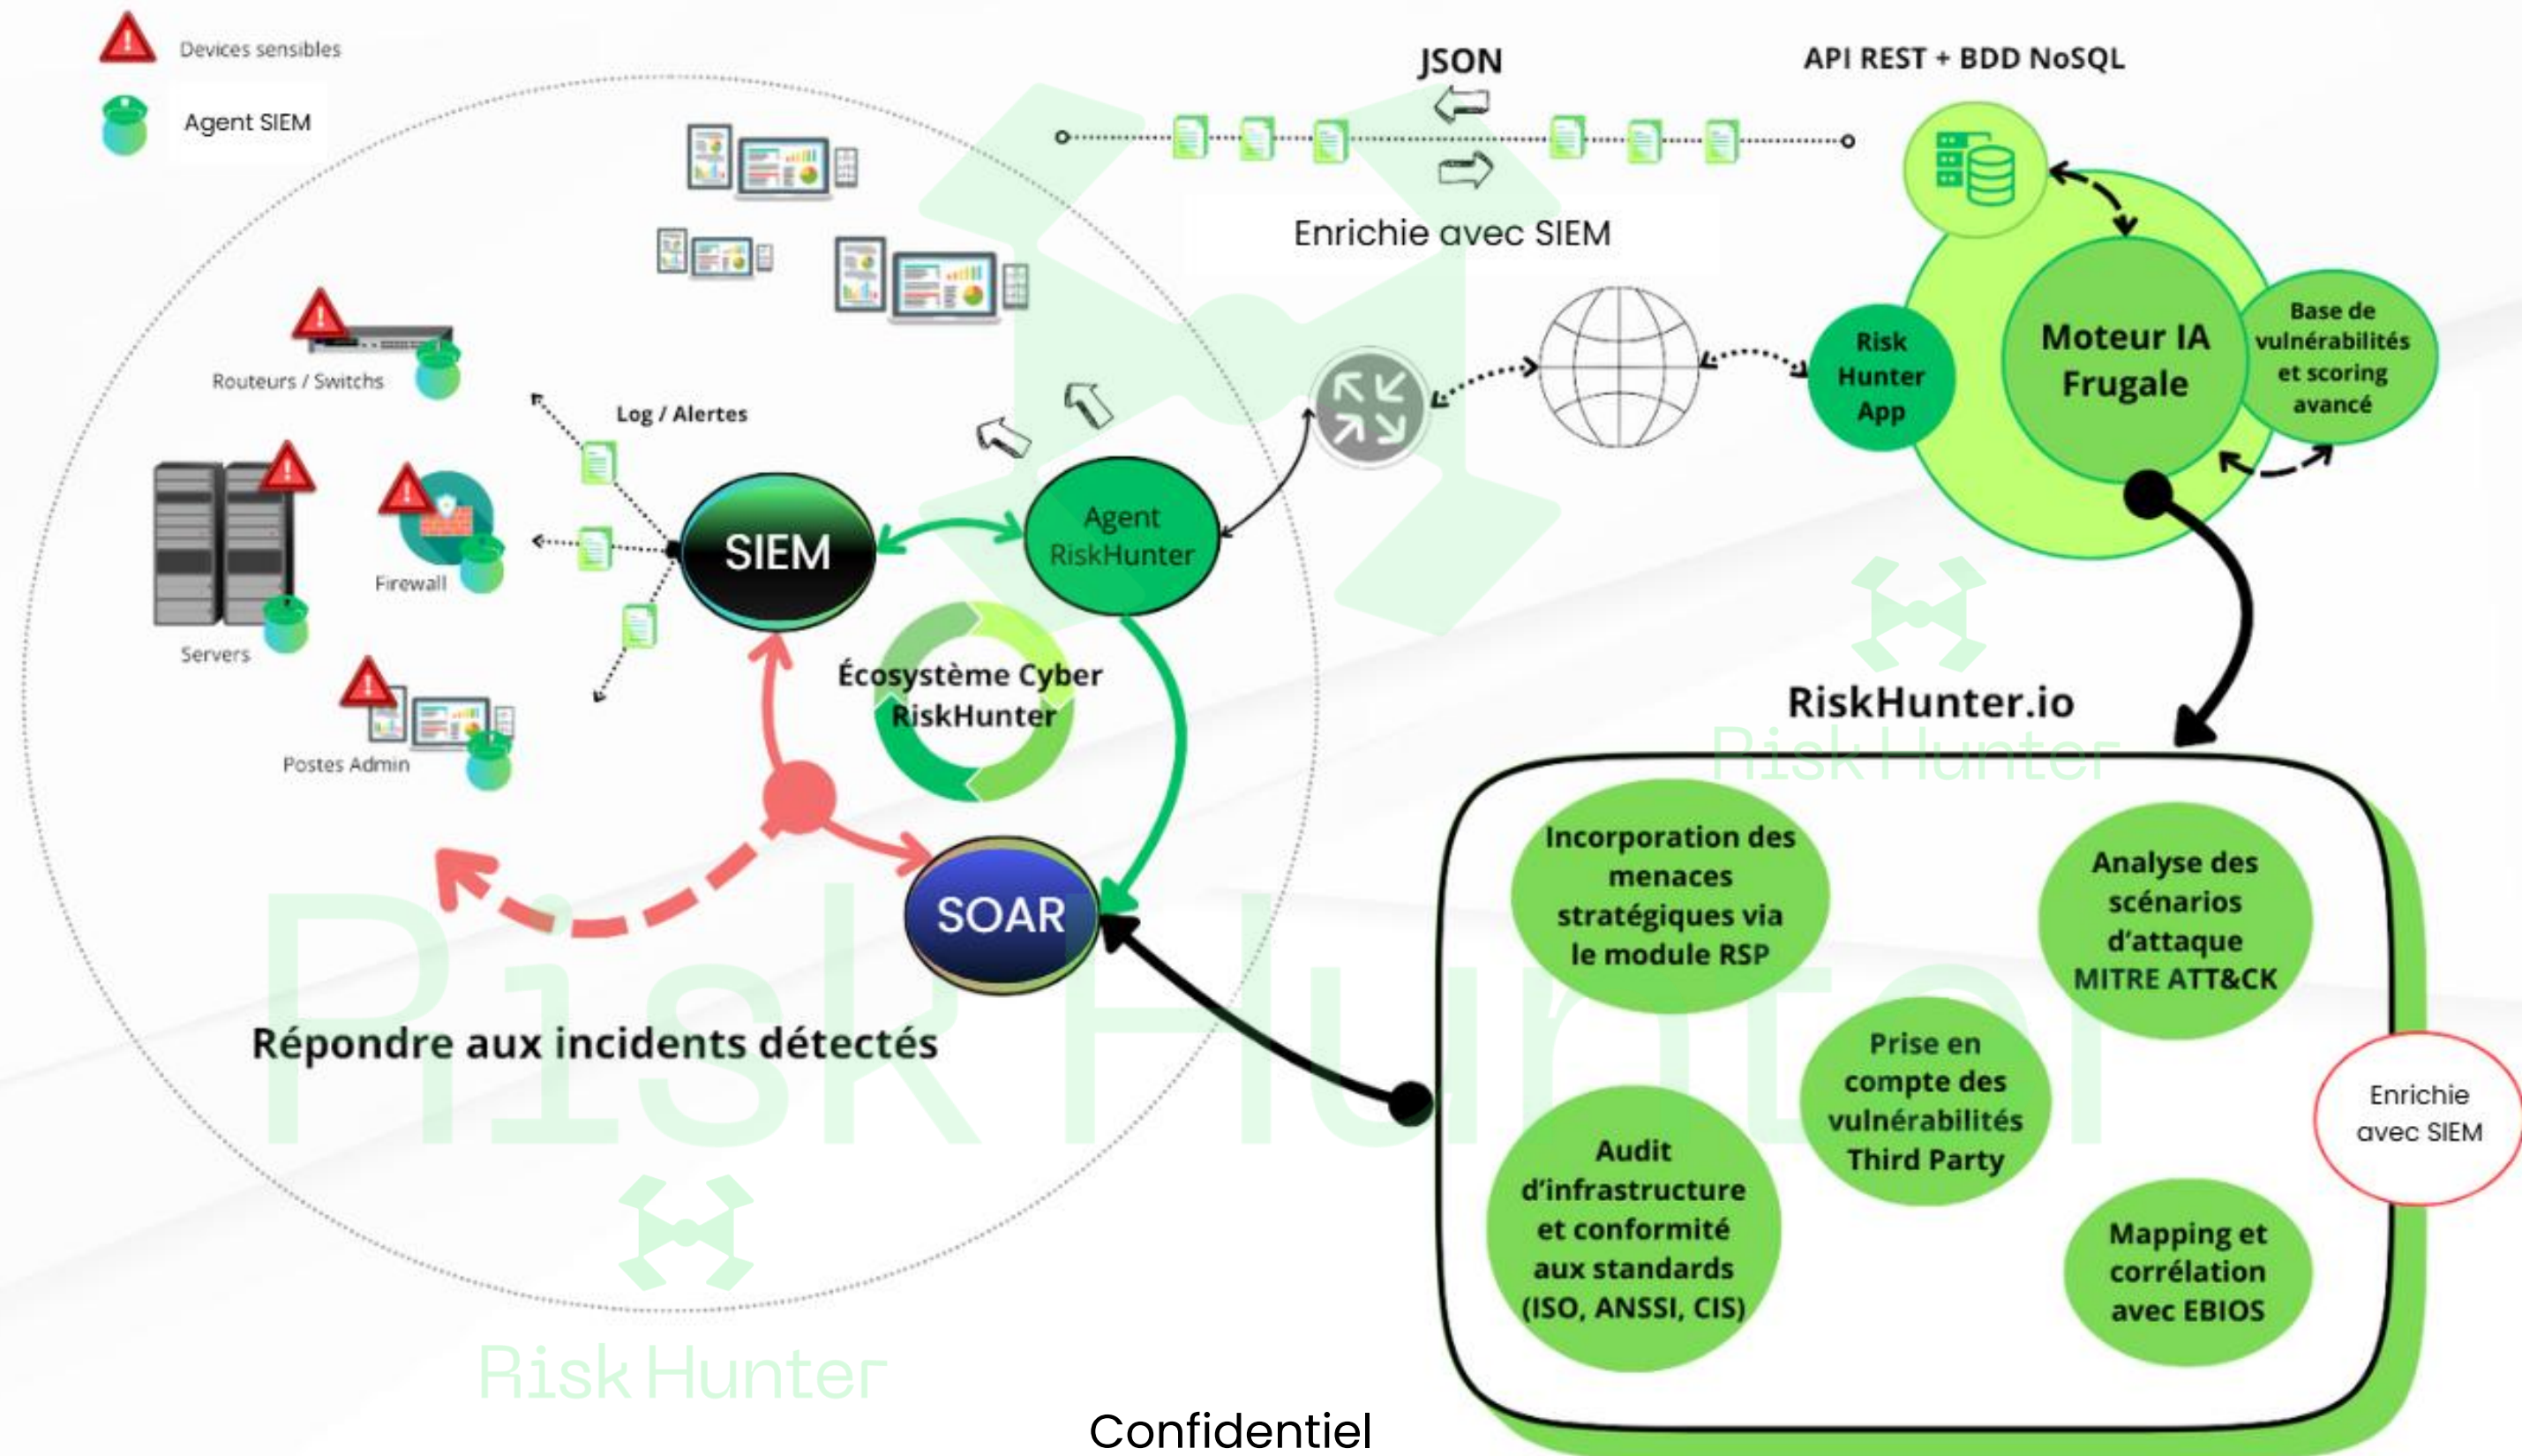 Devices sensibles
Agent SIEM
JSON
API REST + BDD NoSQL
Enrichie avec SIEM
Routeurs / Switchs
Log / Alertes
Servers
Firewall
Postes Admin
SIEM
Agent
RiskHunter
Écosystème Cyber
RiskHunter
SOAR
Répondre aux incidents détectés
Risk
Hunter
App
Moteur IA
Frugale
Base de
vulnérabilités
et scoring
avancé
RiskHunter.io
Risk Hunter
Incorporation des
menaces
stratégiques via
le module RSP
Analyse des
scénarios
d'attaque
MITRE ATT&CK
Prise en
compte des
vulnérabilités
Third Party
Audit
d'infrastructure
et conformité
aux standards
(ISO, ANSSI, CIS)
Mapping et
corrélation
avec EBIOS
Enrichie
avec SIEM
Risk Hunter
Risk Hunter
Confidentiel